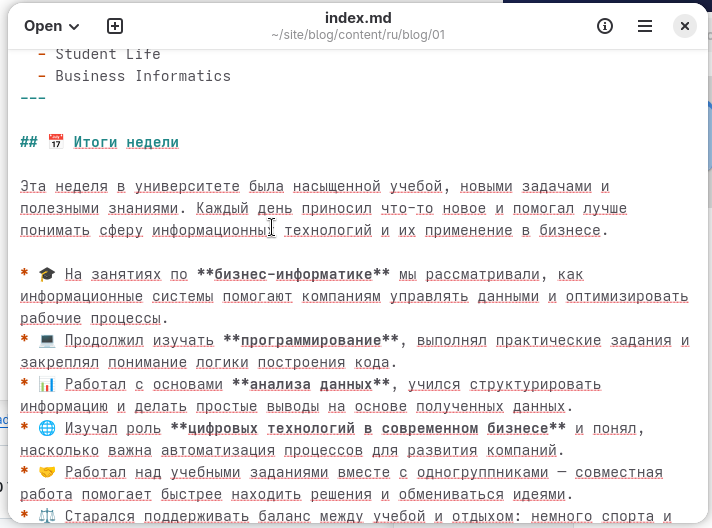 Open
index.md
~/site/blog/content/ru/blog/01
- Student Life
- Business Informatics
---
## 📅 Итоги недели
Эта неделя в университете была насыщенной учебой, новыми задачами и
полезными знаниями. Каждый день приносил что-то новое и помогал лучше
понимать сферу информационных технологий и их применение в бизнесе.
* 🎓 На занятиях по **бизнес-информатике** мы рассматривали, как
информационные системы помогают компаниям управлять данными и оптимизировать
рабочие процессы.
* 💻 Продолжил изучать **программирование**, выполнял практические задания и
закреплял понимание логики построения кода.
* 📊 Работал с основами **анализа данных**, учился структурировать
информацию и делать простые выводы на основе полученных данных.
* 🌐 Изучал роль **цифровых технологий в современном бизнесе** и понял,
насколько важна автоматизация процессов для развития компаний.
* 🤝 Работал над учебными заданиями вместе с одногруппниками — совместная
работа помогает быстрее находить решения и обмениваться идеями.
* ⚖️ Старался поддерживать баланс между учебой и отдыхом: немного спорта и